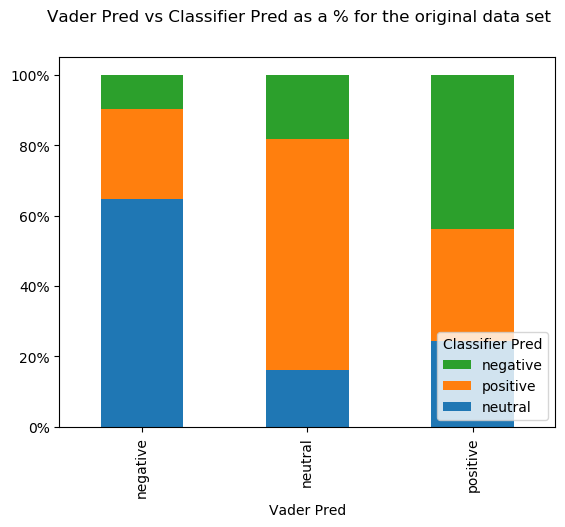 Vader Pred vs Classifier Pred as a % for the original data set
100%
80%
60%
40%
20%
0%
Classifier Pred
negative
positive
neutral
negative
neutral
positive
Vader Pred